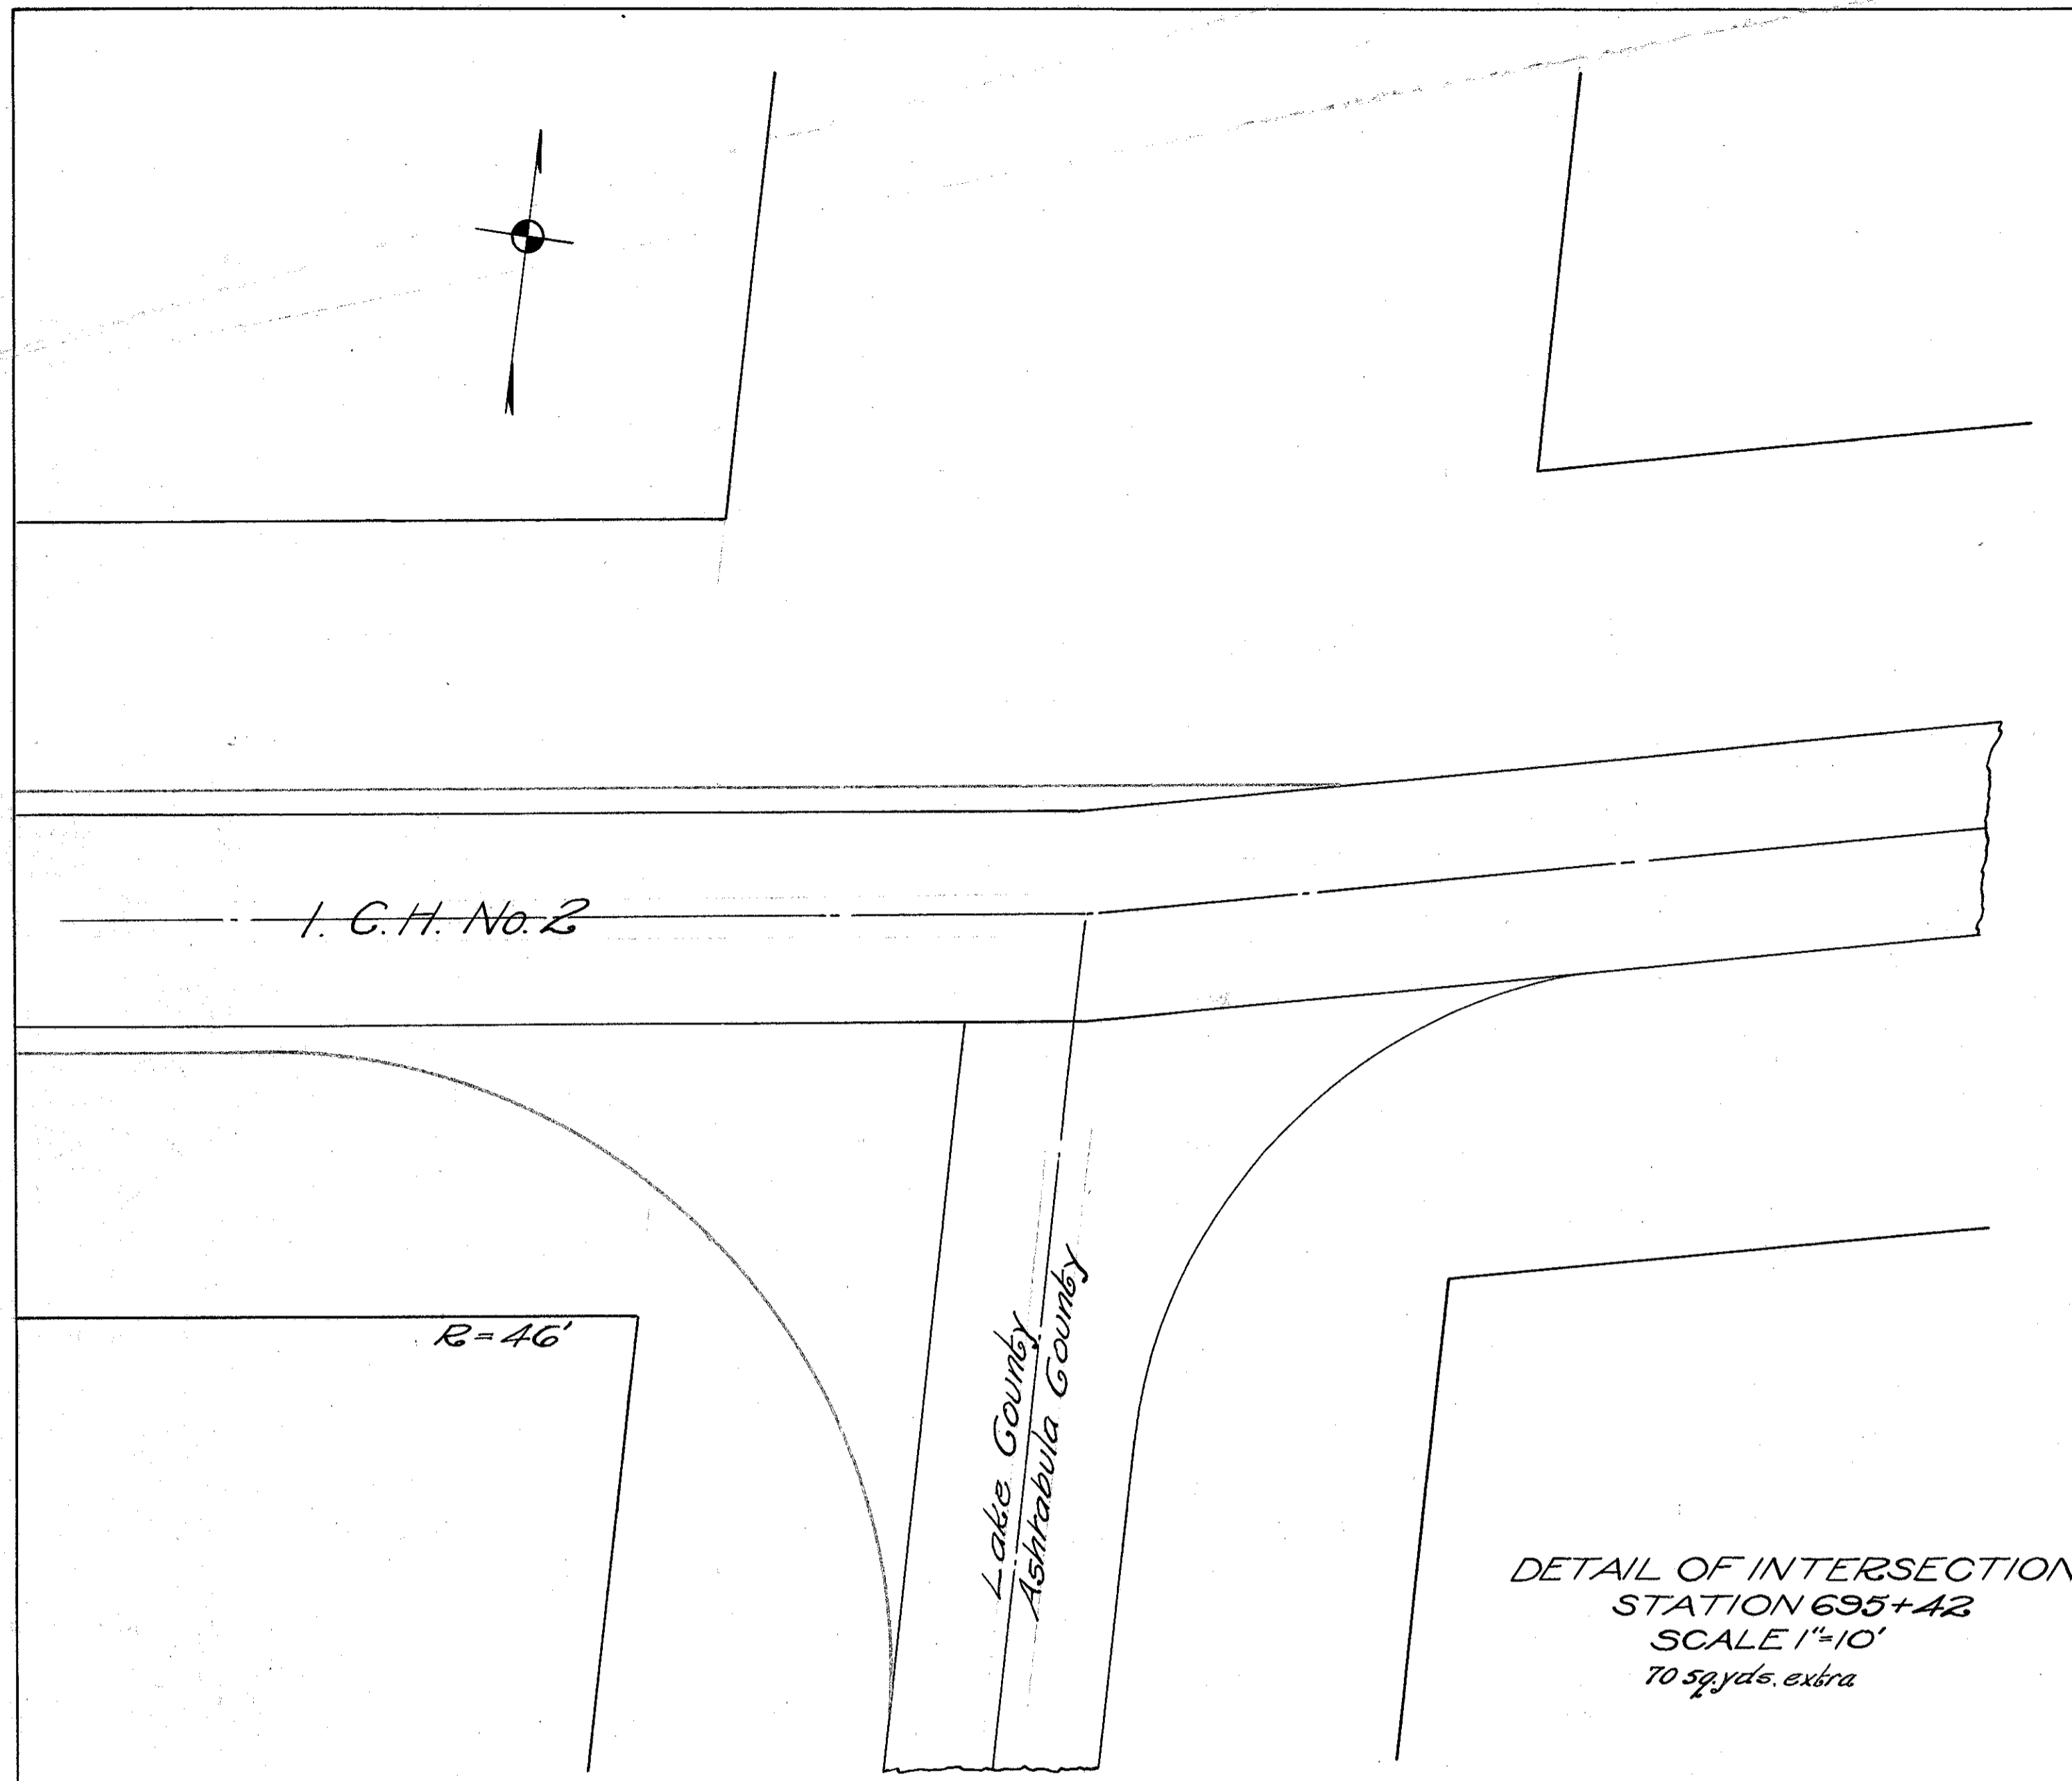 I. C. H. No. 2
R=46'
Lake County
Ashtabula County
DETAIL OF INTERSECTION
STATION 695+42
SCALE 1"=10'
70 sq.yds. extra